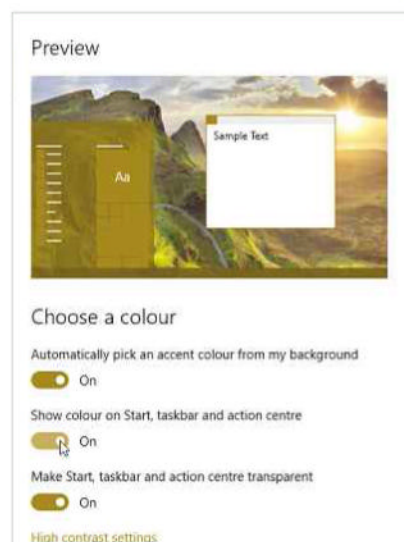 Preview
Sample Text
Aa
Choose a colour
Automatically pick an accent colour from my background
On
Show colour on Start, taskbar and action centre
On
Make Start, taskbar and action centre transparent
On
High contrast settings